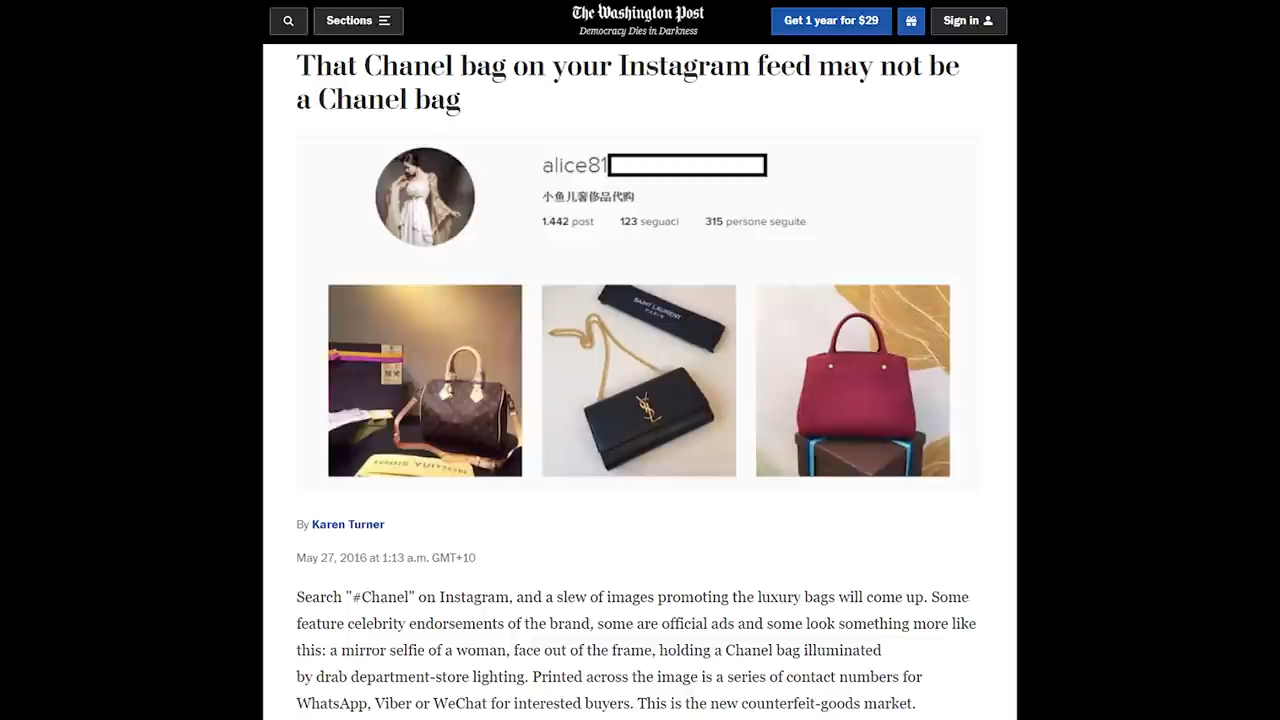 Sections
The Washington Post
Democracy Dies in Darkness
Get 1 year for $29
Sign in
That Chanel bag on your Instagram feed may not be
a Chanel bag
alice81
小鱼儿奢侈品代购
1.442 post 123 seguaci 315 persone seguite
SAINT LAURENT
PARIS
YSL
LOUIS VUITTON
By Karen Turner
May 27, 2016 at 1:13 a.m. GMT+10
Search "#Chanel" on Instagram, and a slew of images promoting the luxury bags will come up. Some
feature celebrity endorsements of the brand, some are official ads and some look something more like
this: a mirror selfie of a woman, face out of the frame, holding a Chanel bag illuminated
by drab department-store lighting. Printed across the image is a series of contact numbers for
WhatsApp, Viber or WeChat for interested buyers. This is the new counterfeit-goods market.